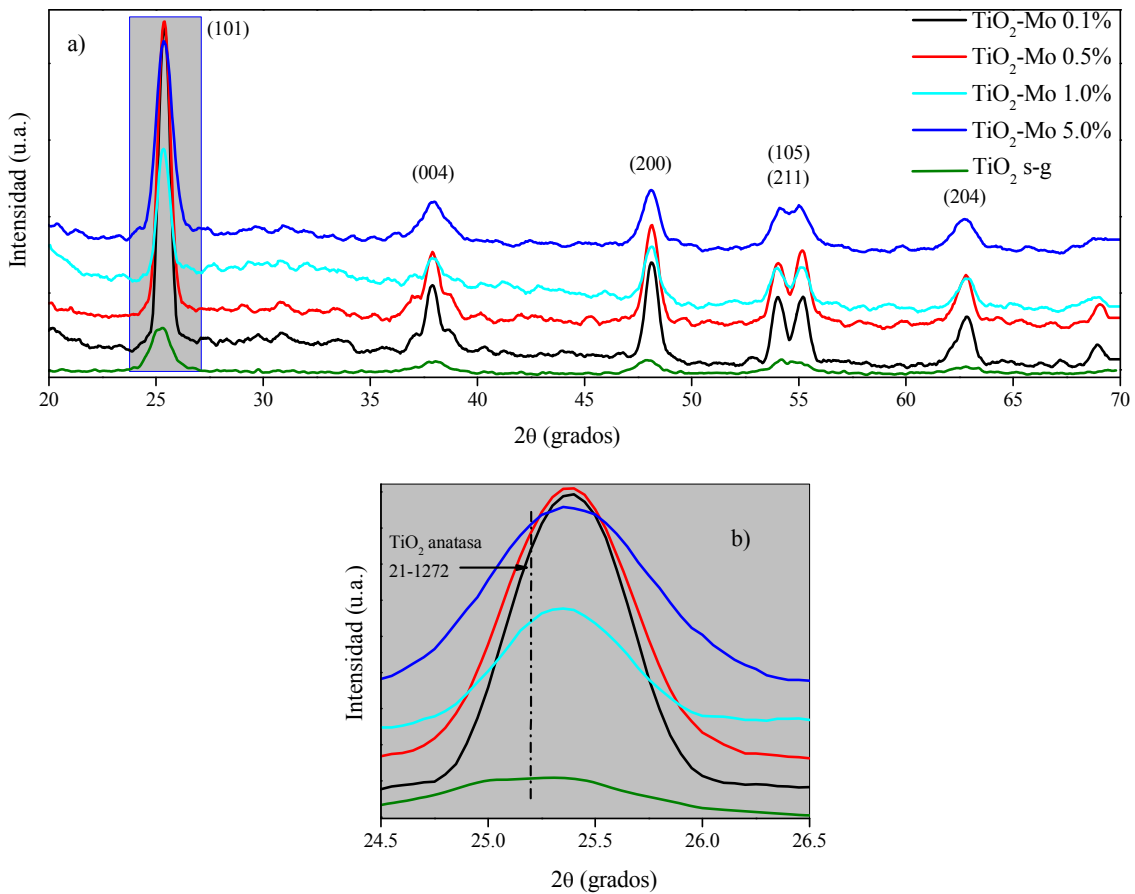 a)
(101)
TiO2-Mo 0.1%
TiO2-Mo 0.5%
TiO2-Mo 1.0%
TiO2-Mo 5.0%
TiO2 s-g
(004)
(200)
(105)
(211)
(204)
Intensidad (u.a.)
20 25 30 35 40 45 50 55 60 65 70
2θ (grados)
b)
TiO2 anatasa
21-1272
Intensidad (u.a.)
24.5 25.0 25.5 26.0 26.5
2θ (grados)